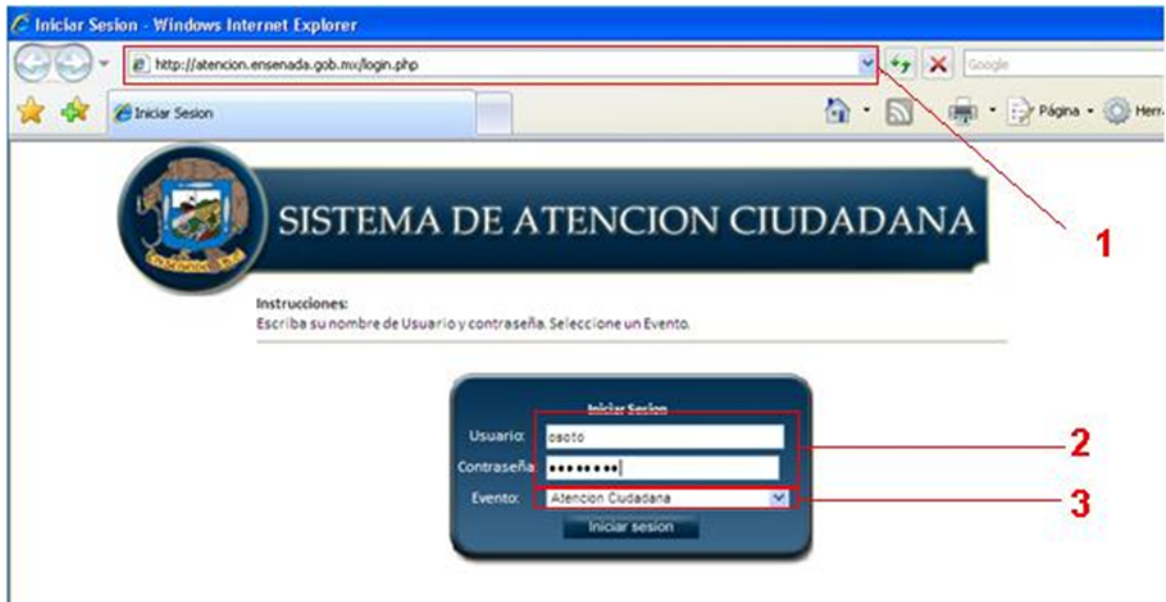 Iniciar Sesion - Windows Internet Explorer
http://atencion.ensenada.gob.mx/login.php
Google
Iniciar Sesion
Página
Herr
SISTEMA DE ATENCION CIUDADANA
1
Instrucciones:
Escriba su nombre de Usuario y contraseña. Seleccione un Evento.
Iniciar Sesion
Usuario: osoto
2
Contraseña: ••••••••
Evento: Atencion Ciudadana
3
Iniciar sesion